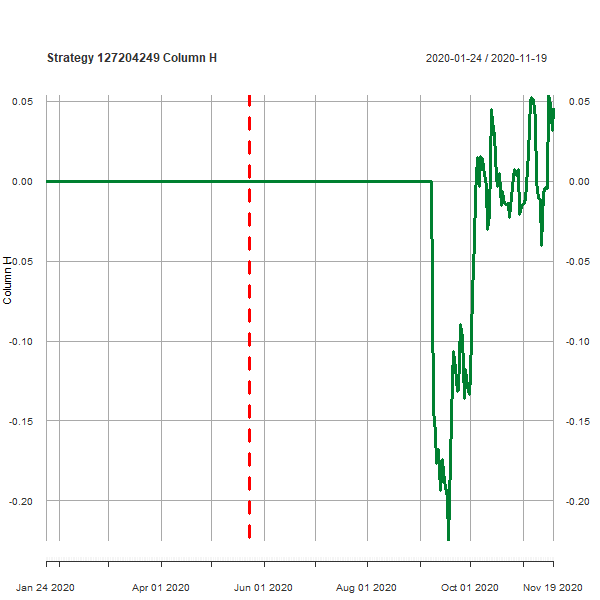 Strategy 127204249 Column H
2020-01-24 / 2020-11-19
0.05
0.05
0.00
0.00
-0.05
-0.05
Column H
-0.10
-0.10
-0.15
-0.15
-0.20
-0.20
Jan 24 2020
Apr 01 2020
Jun 01 2020
Aug 01 2020
Oct 01 2020
Nov 19 2020